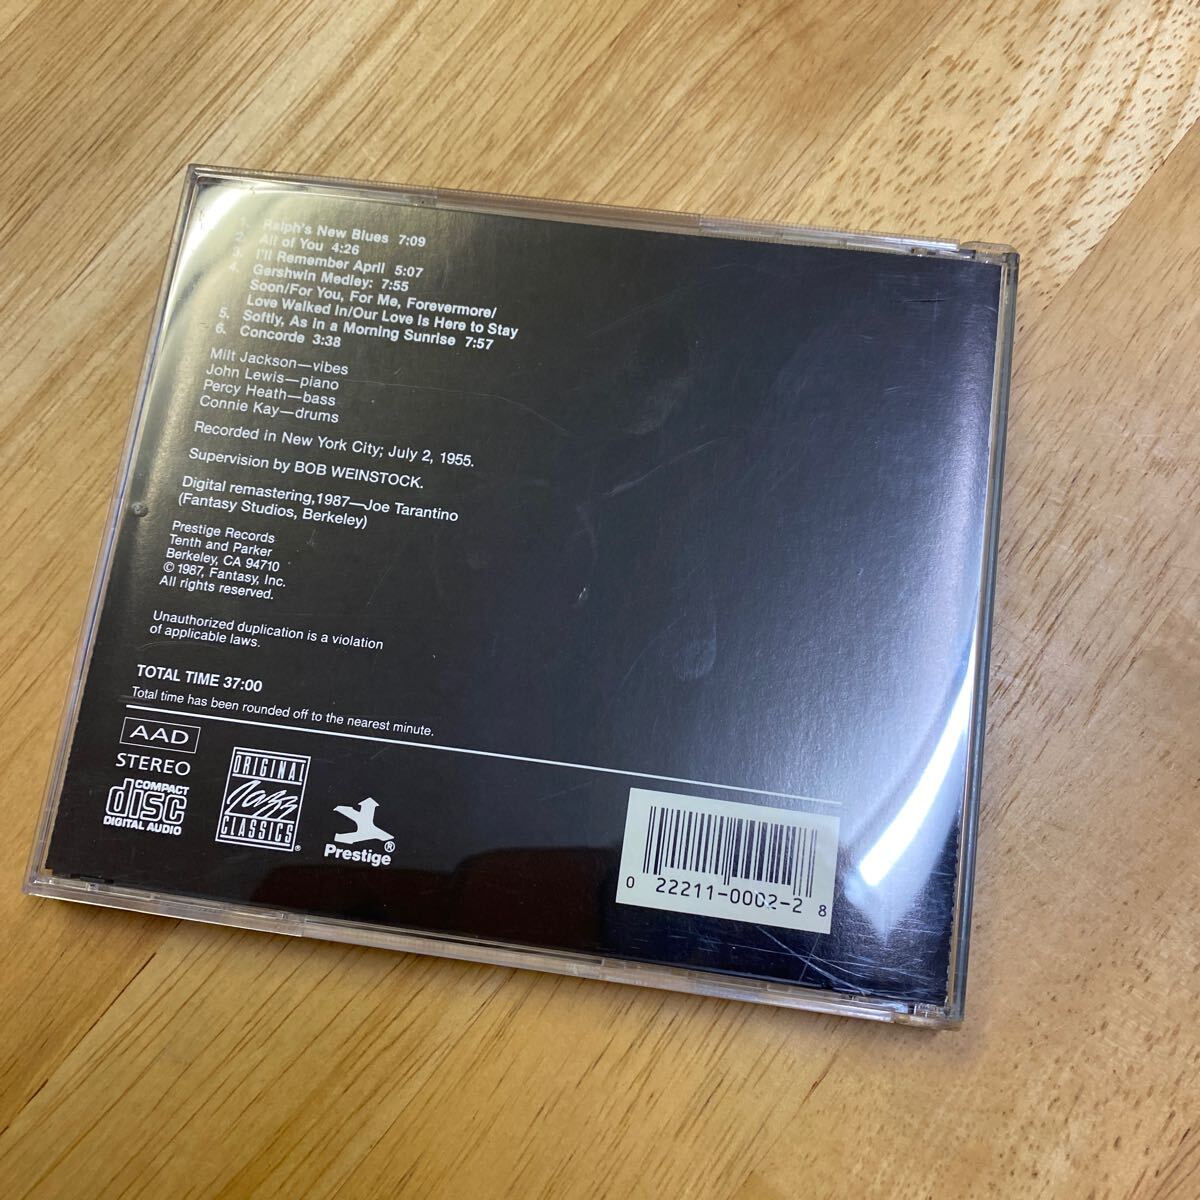 1. Ralph's New Blues 7:09
2. All of You 4:26
3. I'll Remember April 5:07
4. Gershwin Medley: 7:55
Soon/For You, For Me, Forevermore/
Love Walked In/Our Love Is Here to Stay
5. Softly, As in a Morning Sunrise 7:57
6. Concorde 3:38
Milt Jackson—vibes
John Lewis—piano
Percy Heath—bass
Connie Kay—drums
Recorded in New York City; July 2, 1955.
Supervision by BOB WEINSTOCK.
Digital remastering,1987—Joe Tarantino
(Fantasy Studios, Berkeley)
Prestige Records
Tenth and Parker
Berkeley, CA 94710
© 1987, Fantasy, Inc.
All rights reserved.
Unauthorized duplication is a violation
of applicable laws.
TOTAL TIME 37:00
Total time has been rounded off to the nearest minute.
AAD
STEREO
COMPACT
disc
DIGITAL AUDIO
ORIGINAL
Jazz
CLASSICS®
Prestige®
0 22211-0002-2 8